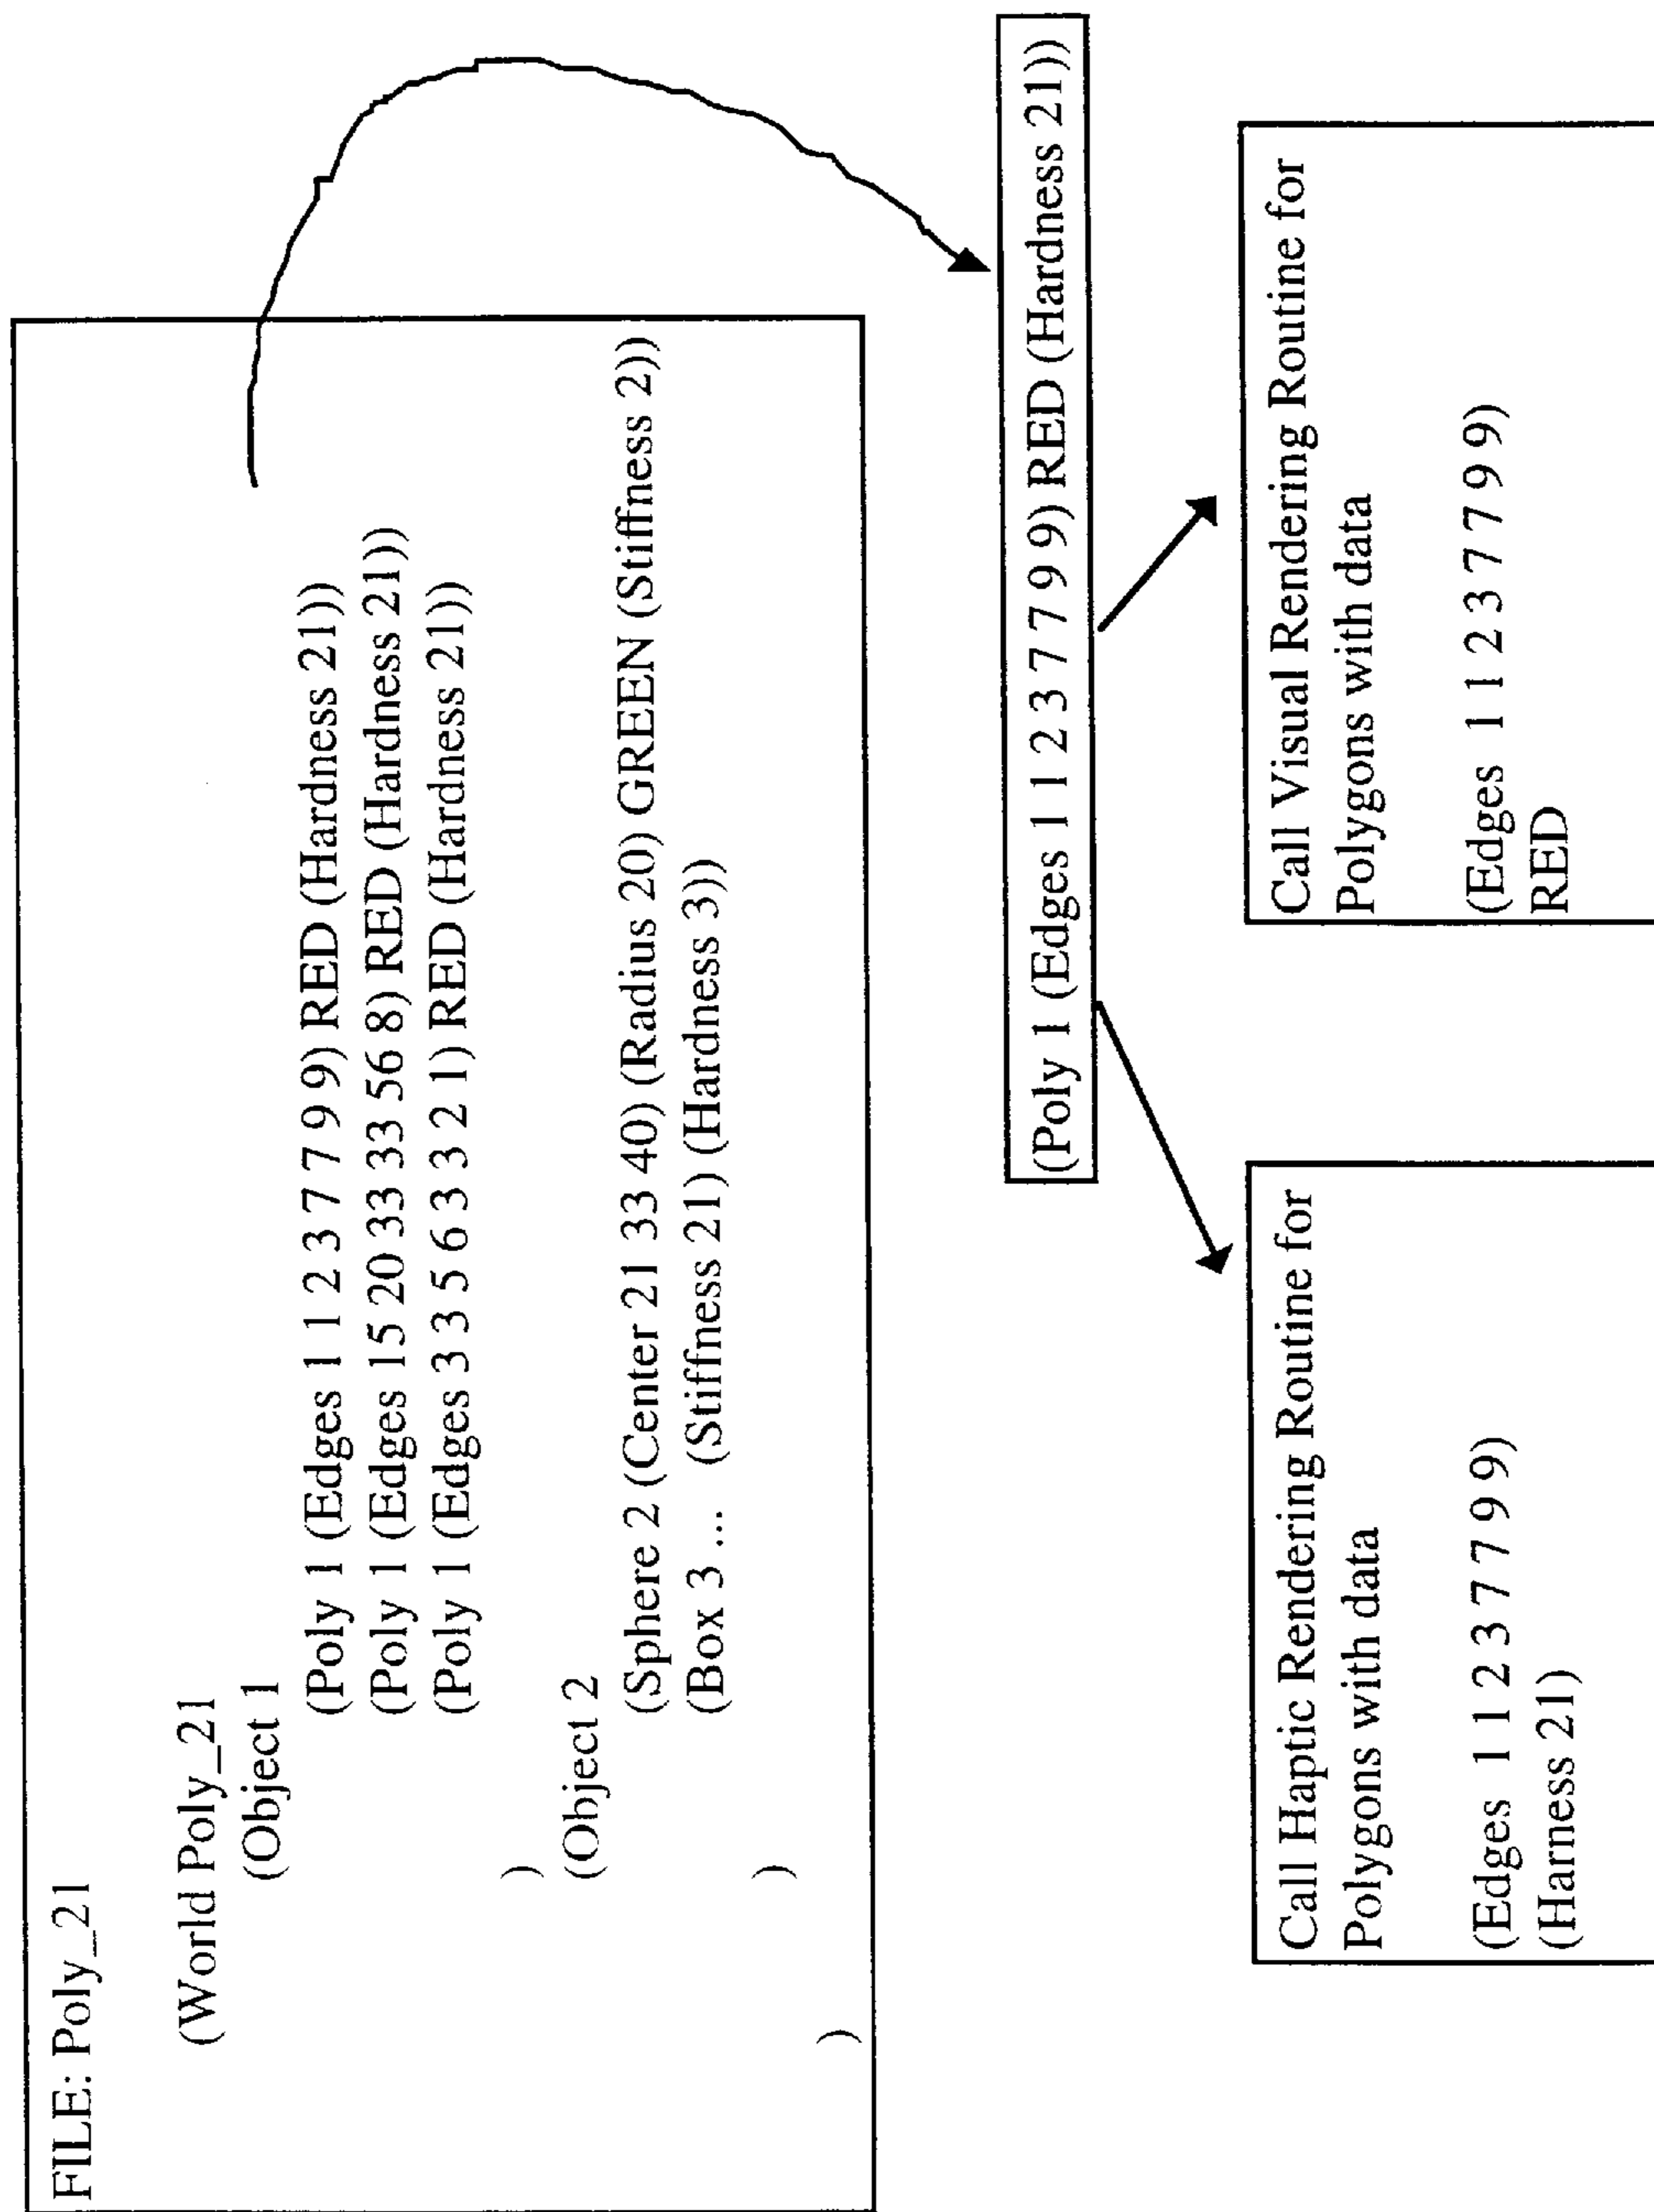 FILE: Poly_21
(World Poly_21
(Object 1
(Poly 1 (Edges 1 1 2 3 7 7 9 9) RED (Hardness 21))
(Poly 1 (Edges 15 20 33 33 56 8) RED (Hardness 21))
(Poly 1 (Edges 3 3 5 6 3 3 2 1) RED (Hardness 21))
)
(Object 2
(Sphere 2 (Center 21 33 40) (Radius 20) GREEN (Stiffness 2))
(Box 3 ... (Stiffness 21) (Hardness 3))
)
)
(Poly 1 (Edges 1 1 2 3 7 7 9 9) RED (Hardness 21))
Call Haptic Rendering Routine for
Polygons with data
(Edges 1 1 2 3 7 7 9 9)
(Harness 21)
Call Visual Rendering Routine for
Polygons with data
(Edges 1 1 2 3 7 7 9 9)
RED